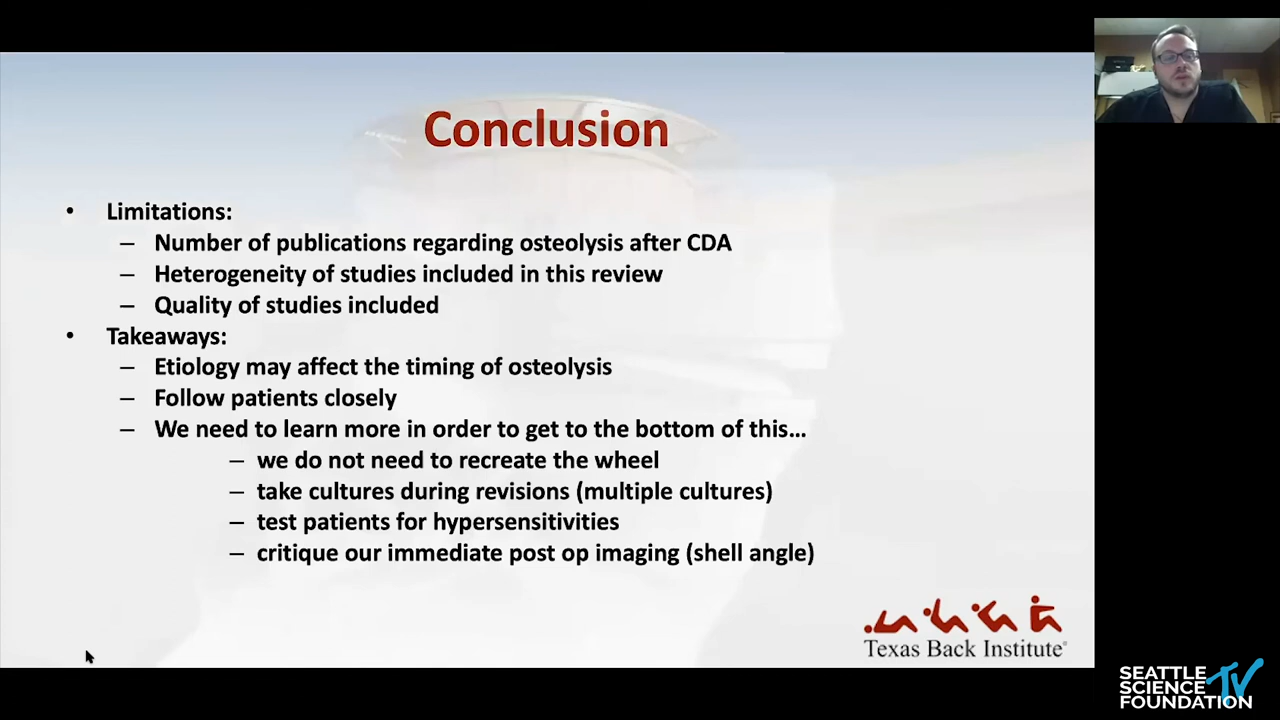 Conclusion
• Limitations:
– Number of publications regarding osteolysis after CDA
– Heterogeneity of studies included in this review
– Quality of studies included
• Takeaways:
– Etiology may affect the timing of osteolysis
– Follow patients closely
– We need to learn more in order to get to the bottom of this...
– we do not need to recreate the wheel
– take cultures during revisions (multiple cultures)
– test patients for hypersensitivities
– critique our immediate post op imaging (shell angle)
Texas Back Institute®
SEATTLE
SCIENCE TV
FOUNDATION